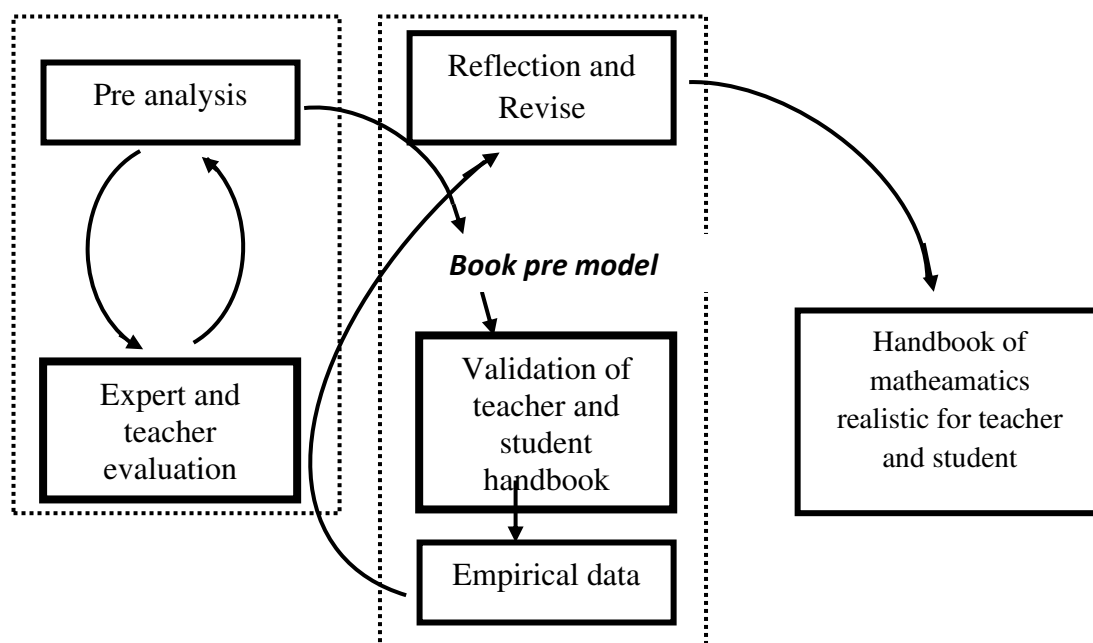 Pre analysis
Expert and
teacher
evaluation
Reflection and
Revise
Book pre model
Validation of
teacher and
student
handbook
Empirical data
Handbook of
matheamatics
realistic for teacher
and student